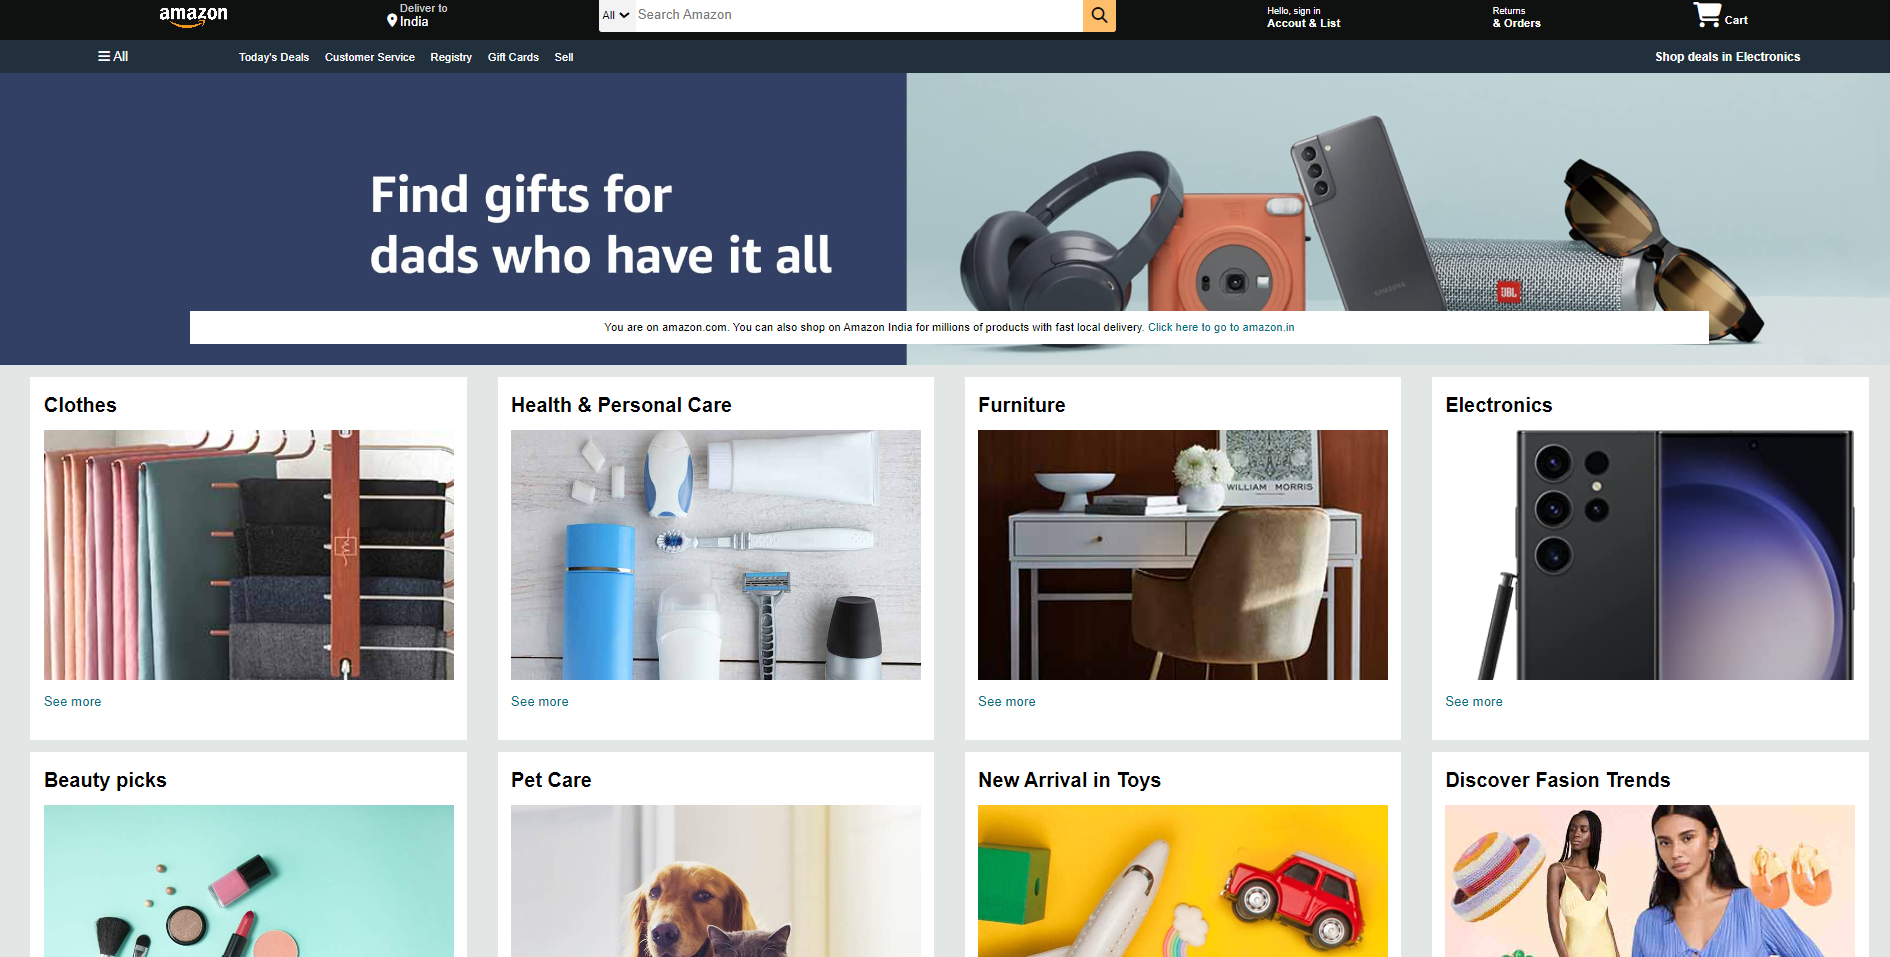 amazon
Deliver to
India
All
Search Amazon
Hello, sign in
Accout & List
Returns
& Orders
Cart
All
Today's Deals
Customer Service
Registry
Gift Cards
Sell
Shop deals in Electronics
Find gifts for
dads who have it all
SAMSUNG
JBL
You are on amazon.com. You can also shop on Amazon India for millions of products with fast local delivery. Click here to go to amazon.in
Clothes
Health & Personal Care
Furniture
Electronics
WILLIAM MORRIS
See more
See more
See more
See more
Beauty picks
Pet Care
New Arrival in Toys
Discover Fasion Trends